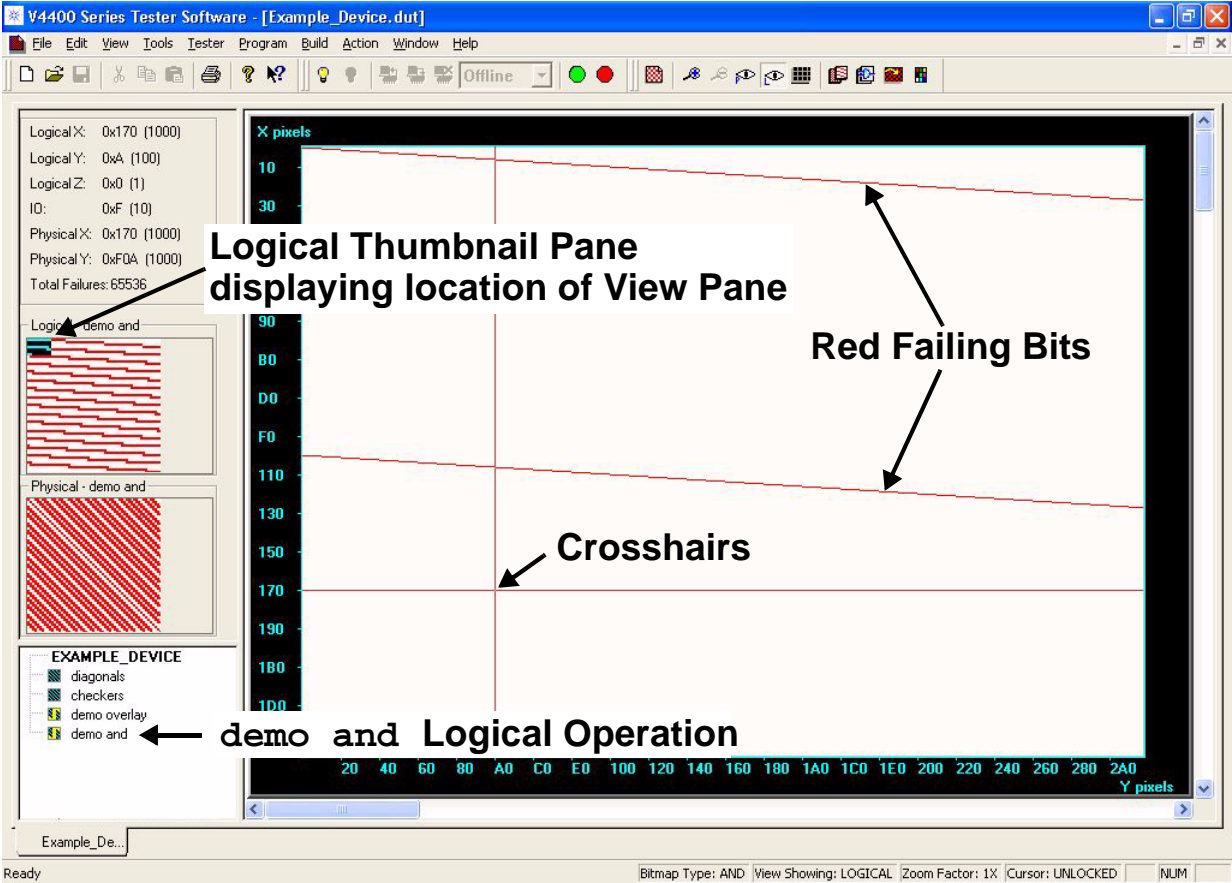 V4400 Series Tester Software - [Example_Device.dut]
File Edit View Tools Tester Program Build Action Window Help
Offline
Logical X: 0x170 (1000)
Logical Y: 0xA (100)
Logical Z: 0x0 (1)
IO: 0xF (10)
Physical X: 0x170 (1000)
Physical Y: 0xF0A (1000)
Total Failures: 65536
Logical Thumbnail Pane
displaying location of View Pane
Logical - demo and
Physical - demo and
EXAMPLE_DEVICE
diagonals
checkers
demo overlay
demo and
demo and Logical Operation
X pixels
10
30
90
B0
D0
F0
110
130
150
170
190
1B0
1D0
Red Failing Bits
Crosshairs
20 40 60 80 A0 C0 E0 100 120 140 160 180 1A0 1C0 1E0 200 220 240 260 280 2A0
Y pixels
Example_De...
Ready
Bitmap Type: AND View Showing: LOGICAL Zoom Factor: 1X Cursor: UNLOCKED NUM